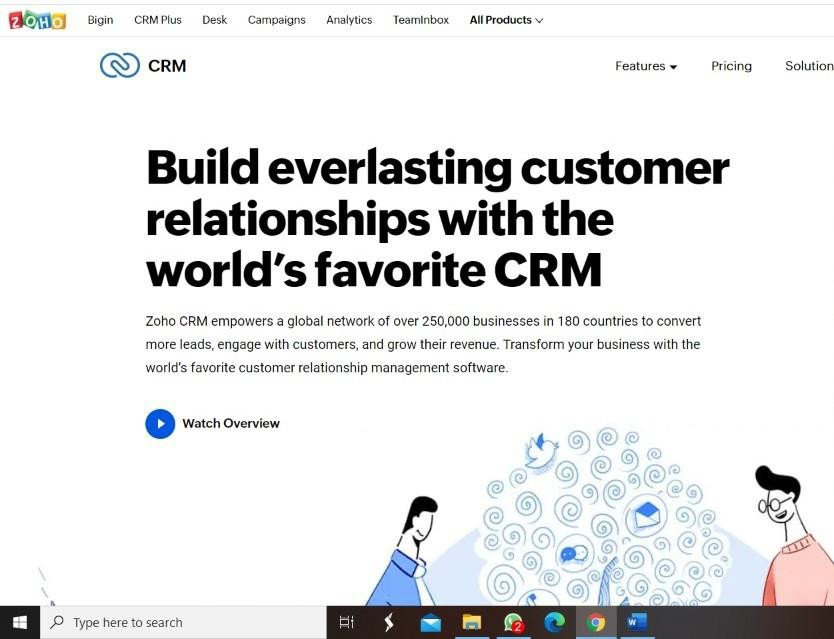 ZOHO Bigin CRM Plus Desk Campaigns Analytics TeamInbox All Products
CRM Features Pricing Solution
Build everlasting customer
relationships with the
world's favorite CRM
Zoho CRM empowers a global network of over 250,000 businesses in 180 countries to convert
more leads, engage with customers, and grow their revenue. Transform your business with the
world's favorite customer relationship management software.
Watch Overview
Type here to search 2 W